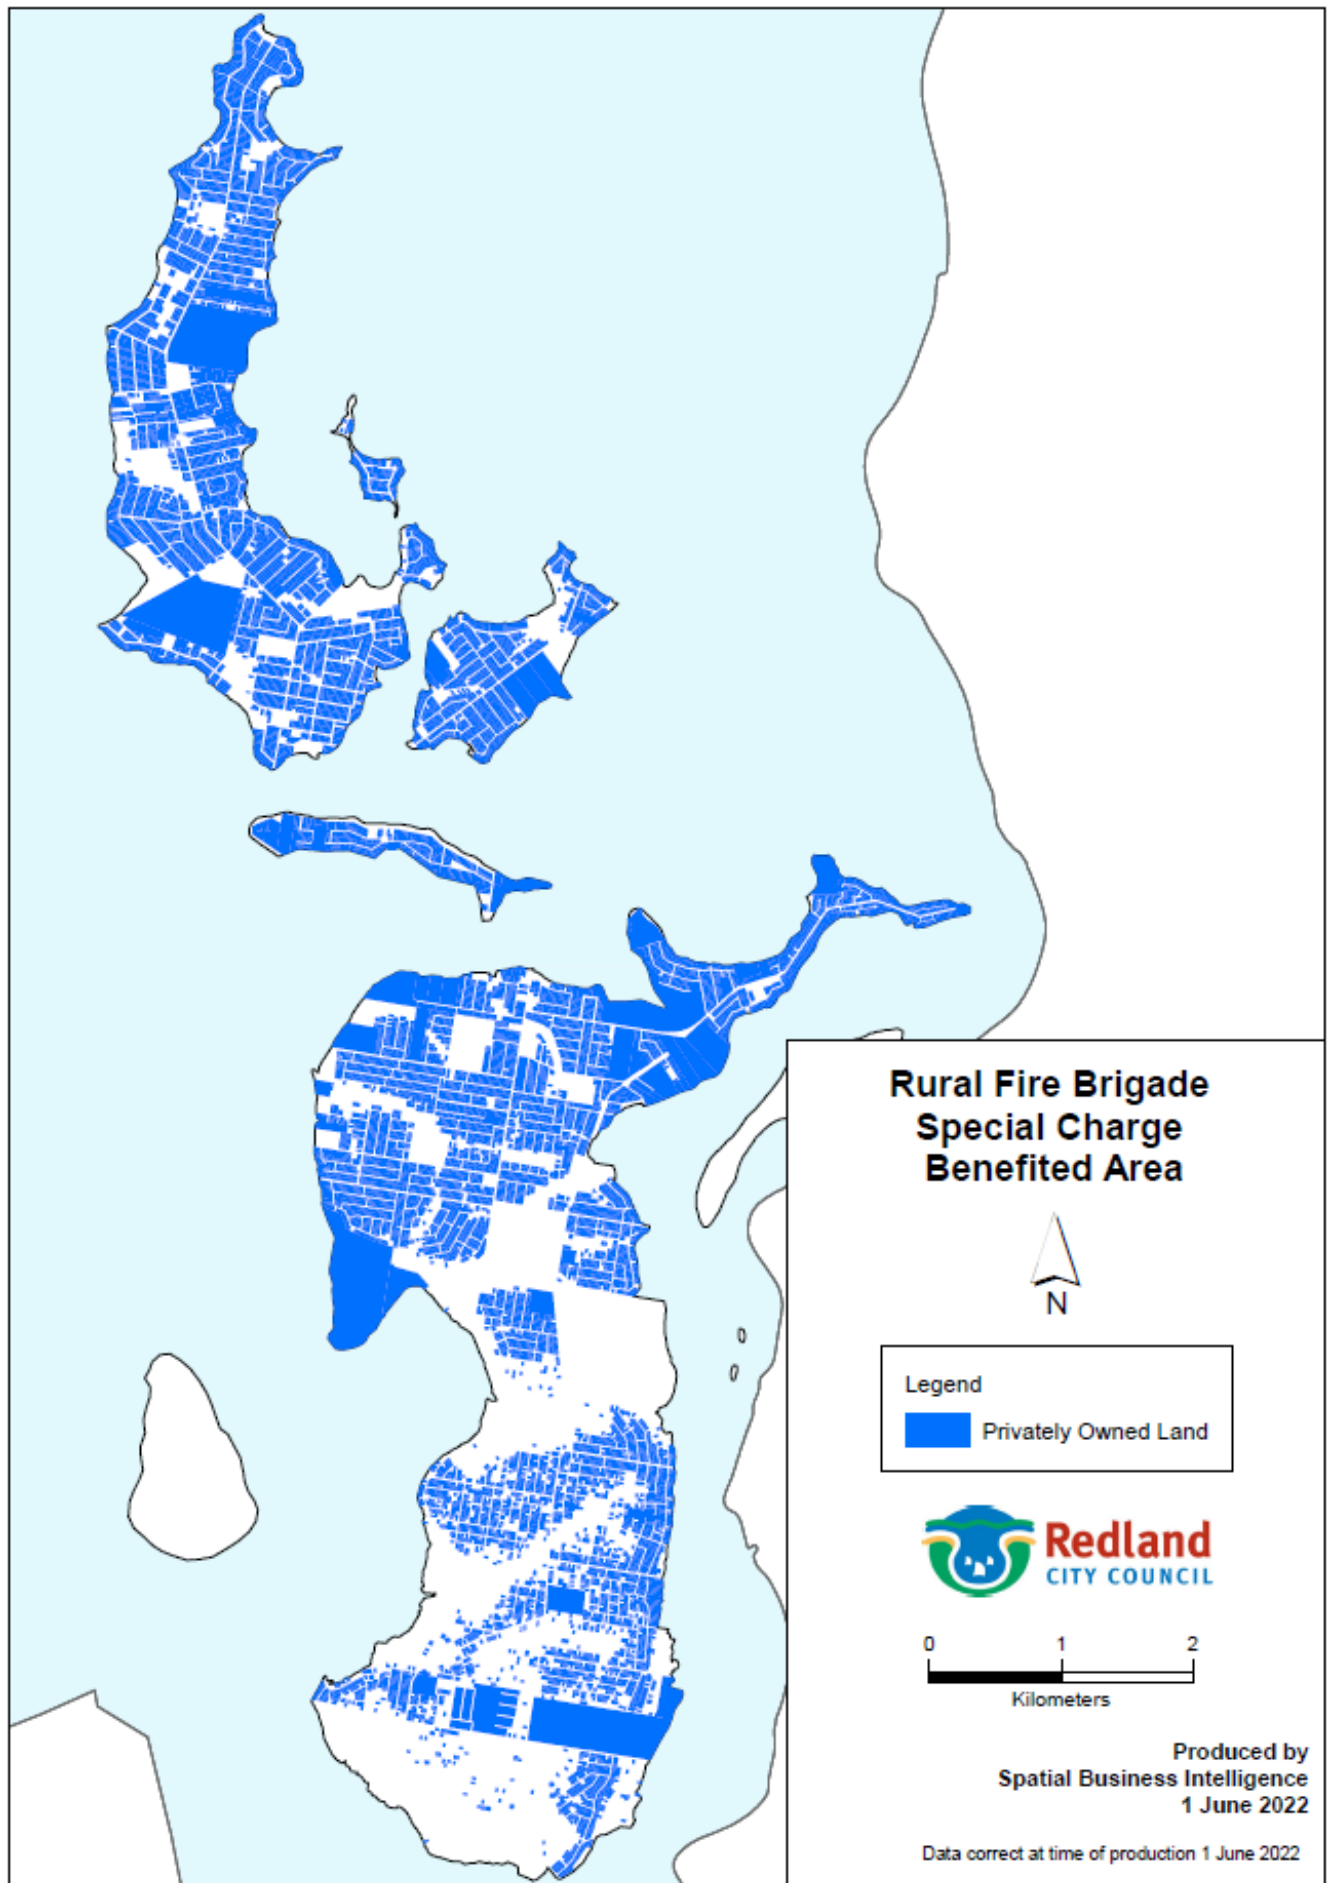 Rural Fire Brigade
Special Charge
Benefited Area
N
Legend
Privately Owned Land
Redland
CITY COUNCIL
0 1 2
Kilometers
Produced by
Spatial Business Intelligence
1 June 2022
Data correct at time of production 1 June 2022